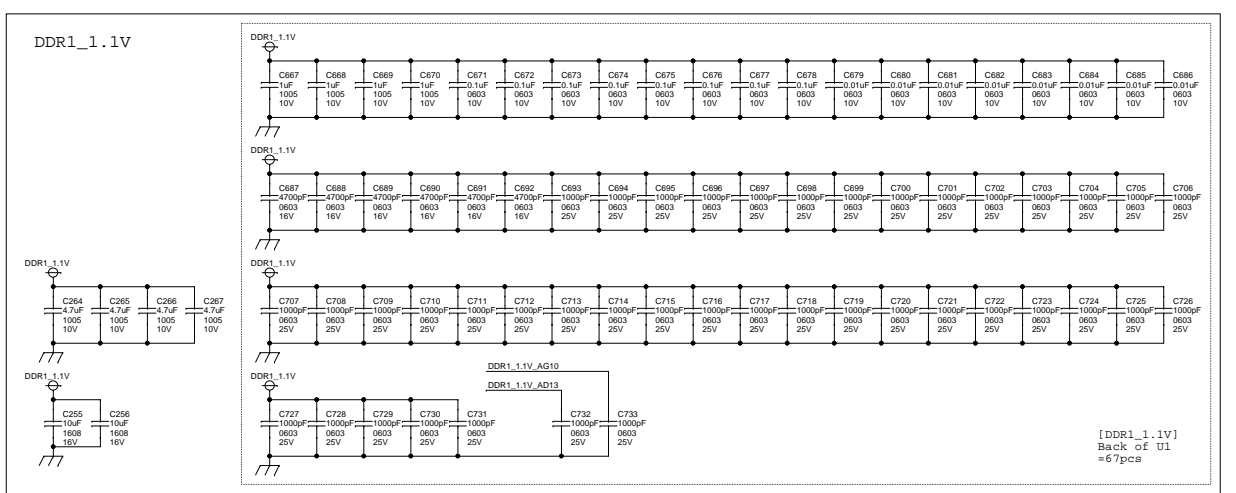 DDR1_1.1V
DDR1_1.1V
C667 C668 C669 C670 C671 C672 C673 C674 C675 C676 C677 C678 C679 C680 C681 C682 C683 C684 C685 C686
1uF 1uF 1uF 1uF 0.1uF 0.1uF 0.1uF 0.1uF 0.1uF 0.1uF 0.1uF 0.1uF 0.01uF 0.01uF 0.01uF 0.01uF 0.01uF 0.01uF 0.01uF 0.01uF
1005 1005 1005 1005 0603 0603 0603 0603 0603 0603 0603 0603 0603 0603 0603 0603 0603 0603 0603 0603
10V 10V 10V 10V 10V 10V 10V 10V 10V 10V 10V 10V 10V 10V 10V 10V 10V 10V 10V 10V
DDR1_1.1V
C687 C688 C689 C690 C691 C692 C693 C694 C695 C696 C697 C698 C699 C700 C701 C702 C703 C704 C705 C706
4700pF 4700pF 4700pF 4700pF 4700pF 4700pF 1000pF 1000pF 1000pF 1000pF 1000pF 1000pF 1000pF 1000pF 1000pF 1000pF 1000pF 1000pF 1000pF 1000pF
0603 0603 0603 0603 0603 0603 0603 0603 0603 0603 0603 0603 0603 0603 0603 0603 0603 0603 0603 0603
16V 16V 16V 16V 16V 16V 25V 25V 25V 25V 25V 25V 25V 25V 25V 25V 25V 25V 25V 25V
DDR1_1.1V
C264 C265 C266 C267
4.7uF 4.7uF 4.7uF 4.7uF
1005 1005 1005 1005
10V 10V 10V 10V
DDR1_1.1V
C707 C708 C709 C710 C711 C712 C713 C714 C715 C716 C717 C718 C719 C720 C721 C722 C723 C724 C725 C726
1000pF 1000pF 1000pF 1000pF 1000pF 1000pF 1000pF 1000pF 1000pF 1000pF 1000pF 1000pF 1000pF 1000pF 1000pF 1000pF 1000pF 1000pF 1000pF 1000pF
0603 0603 0603 0603 0603 0603 0603 0603 0603 0603 0603 0603 0603 0603 0603 0603 0603 0603 0603 0603
25V 25V 25V 25V 25V 25V 25V 25V 25V 25V 25V 25V 25V 25V 25V 25V 25V 25V 25V 25V
DDR1_1.1V
C255 C256
10uF 10uF
1608 1608
16V 16V
DDR1_1.1V
DDR1_1.1V_AG10
DDR1_1.1V_AD13
C727 C728 C729 C730 C731 C732 C733
1000pF 1000pF 1000pF 1000pF 1000pF 1000pF 1000pF
0603 0603 0603 0603 0603 0603 0603
25V 25V 25V 25V 25V 25V 25V
[DDR1_1.1V]
Back of U1
=67pcs